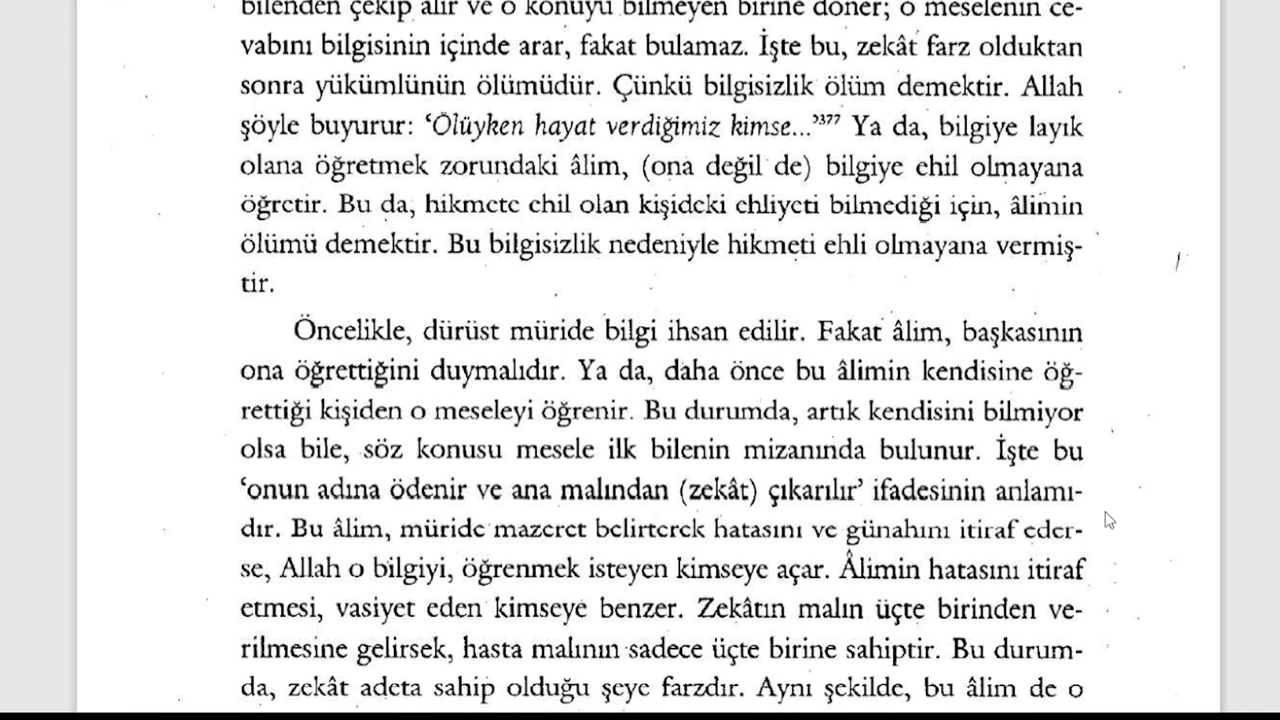 bilenden çekip alır ve o konuyu bilmeyen birine döner; o meselenin ce-
vabını bilgisinin içinde arar, fakat bulamaz. İşte bu, zekât farz olduktan
sonra yükümlünün ölümüdür. Çünkü bilgisizlik ölüm demektir. Allah
şöyle buyurur: ‘Ölüyken hayat verdiğimiz kimse...’³⁷⁷ Ya da, bilgiye layık
olana öğretmek zorundaki âlim, (ona değil de) bilgiye ehil olmayana
öğretir. Bu da, hikmete ehil olan kişideki ehliyeti bilmediği için, âlimin
ölümü demektir. Bu bilgisizlik nedeniyle hikmeti ehli olmayana vermiş-
tir.
Öncelikle, dürüst müride bilgi ihsan edilir. Fakat âlim, başkasının
ona öğrettiğini duymalıdır. Ya da, daha önce bu âlimin kendisine öğ-
rettiği kişiden o meseleyi öğrenir. Bu durumda, artık kendisini bilmiyor
olsa bile, söz konusu mesele ilk bilenin mizanında bulunur. İşte bu
‘onun adına ödenir ve ana malından (zekât) çıkarılır’ ifadesinin anlamı-
dır. Bu âlim, müride mazeret belirterek hatasını ve günahını itiraf eder-
se, Allah o bilgiyi, öğrenmek isteyen kimseye açar. Âlimin hatasını itiraf
etmesi, vasiyet eden kimseye benzer. Zekâtın malın üçte birinden ve-
rilmesine gelirsek, hasta malının sadece üçte birine sahiptir. Bu durum-
da, zekât adeta sahip olduğu şeye farzdır. Aynı şekilde, bu âlim de o